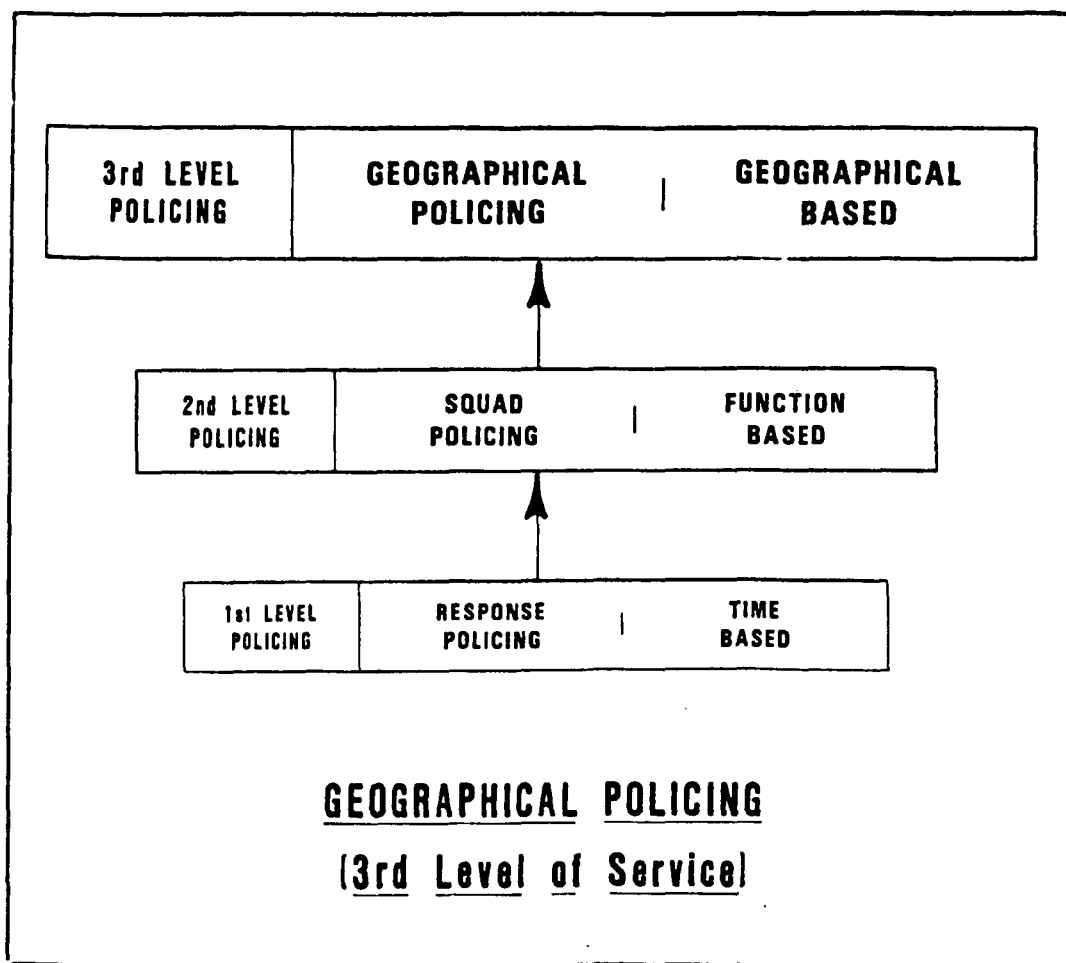 3rd LEVEL
POLICING
GEOGRAPHICAL
POLICING
GEOGRAPHICAL
BASED
2nd LEVEL
POLICING
SQUAD
POLICING
FUNCTION
BASED
1st LEVEL
POLICING
RESPONSE
POLICING
TIME
BASED
GEOGRAPHICAL POLICING
(3rd Level of Service)